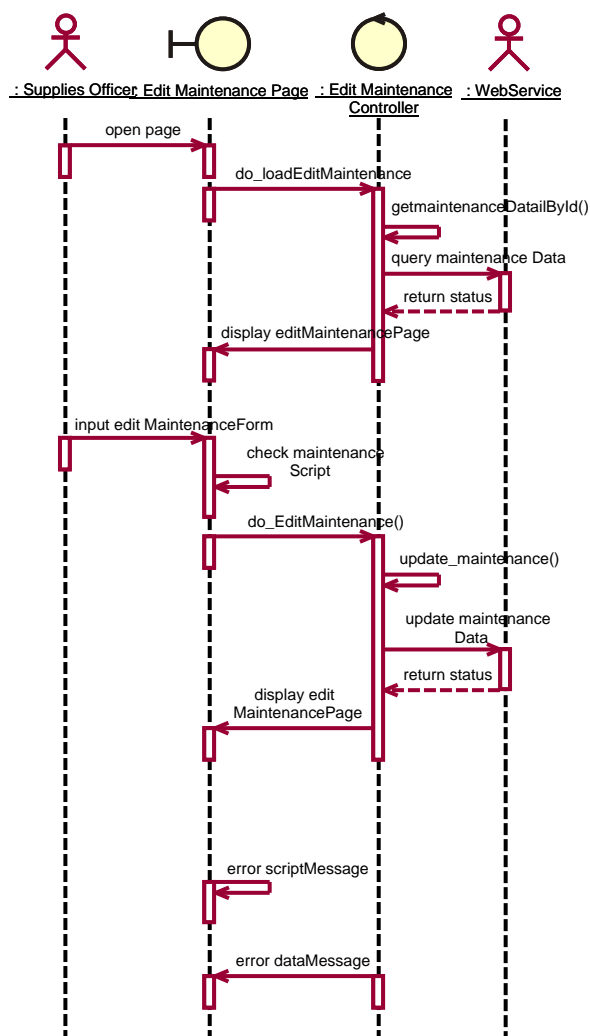 : Supplies Officer
: Edit Maintenance Page
: Edit Maintenance
Controller
: WebService
open page
do_loadEditMaintenance
getmaintenanceDatailById()
query maintenance Data
return status
display editMaintenancePage
input edit MaintenanceForm
check maintenance
Script
do_EditMaintenance()
update_maintenance()
update maintenance
Data
return status
display edit
MaintenancePage
error scriptMessage
error dataMessage